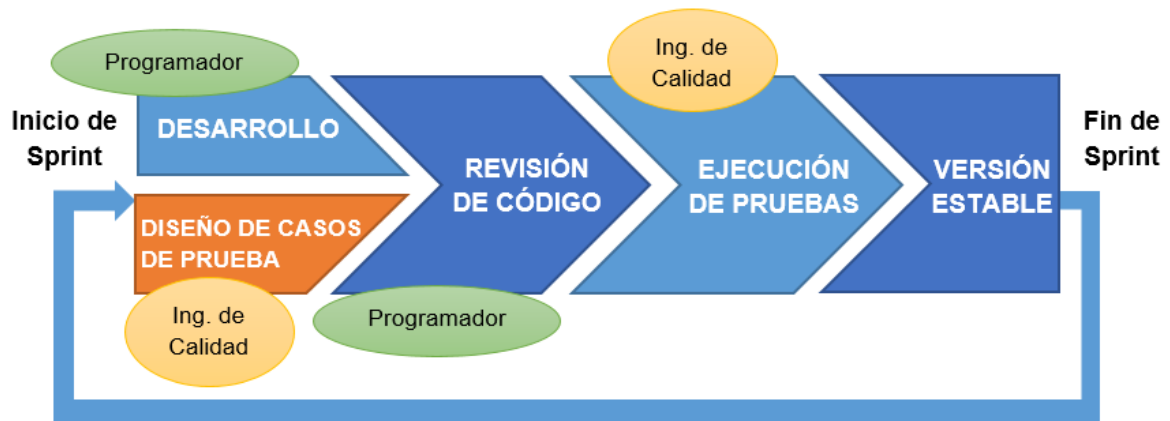 Programador
Ing. de
Calidad
Inicio de
Sprint
DESARROLLO
DISEÑO DE CASOS
DE PRUEBA
REVISIÓN
DE CÓDIGO
EJECUCIÓN
DE PRUEBAS
VERSIÓN
ESTABLE
Fin de
Sprint
Ing. de
Calidad
Programador